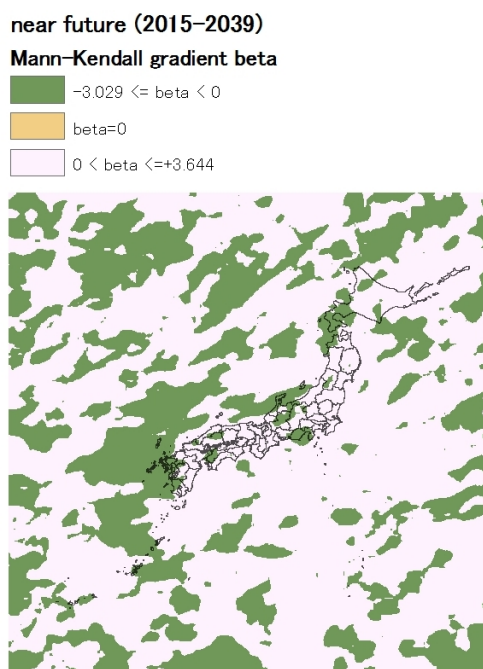 near future (2015-2039)
Mann-Kendall gradient beta
-3.029 <= beta < 0
beta=0
0 < beta <=+3.644